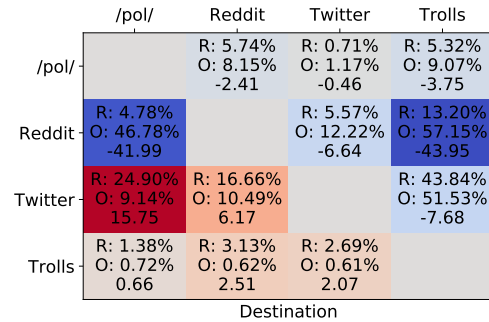 /pol/ Reddit Twitter Trolls
/pol/
R: 5.74% R: 0.71% R: 5.32%
O: 8.15% O: 1.17% O: 9.07%
-2.41 -0.46 -3.75
Reddit
R: 4.78% R: 5.57% R: 13.20%
O: 46.78% O: 12.22% O: 57.15%
-41.99 -6.64 -43.95
Twitter
R: 24.90% R: 16.66% R: 43.84%
O: 9.14% O: 10.49% O: 51.53%
15.75 6.17 -7.68
Trolls
R: 1.38% R: 3.13% R: 2.69%
O: 0.72% O: 0.62% O: 0.61%
0.66 2.51 2.07
Destination